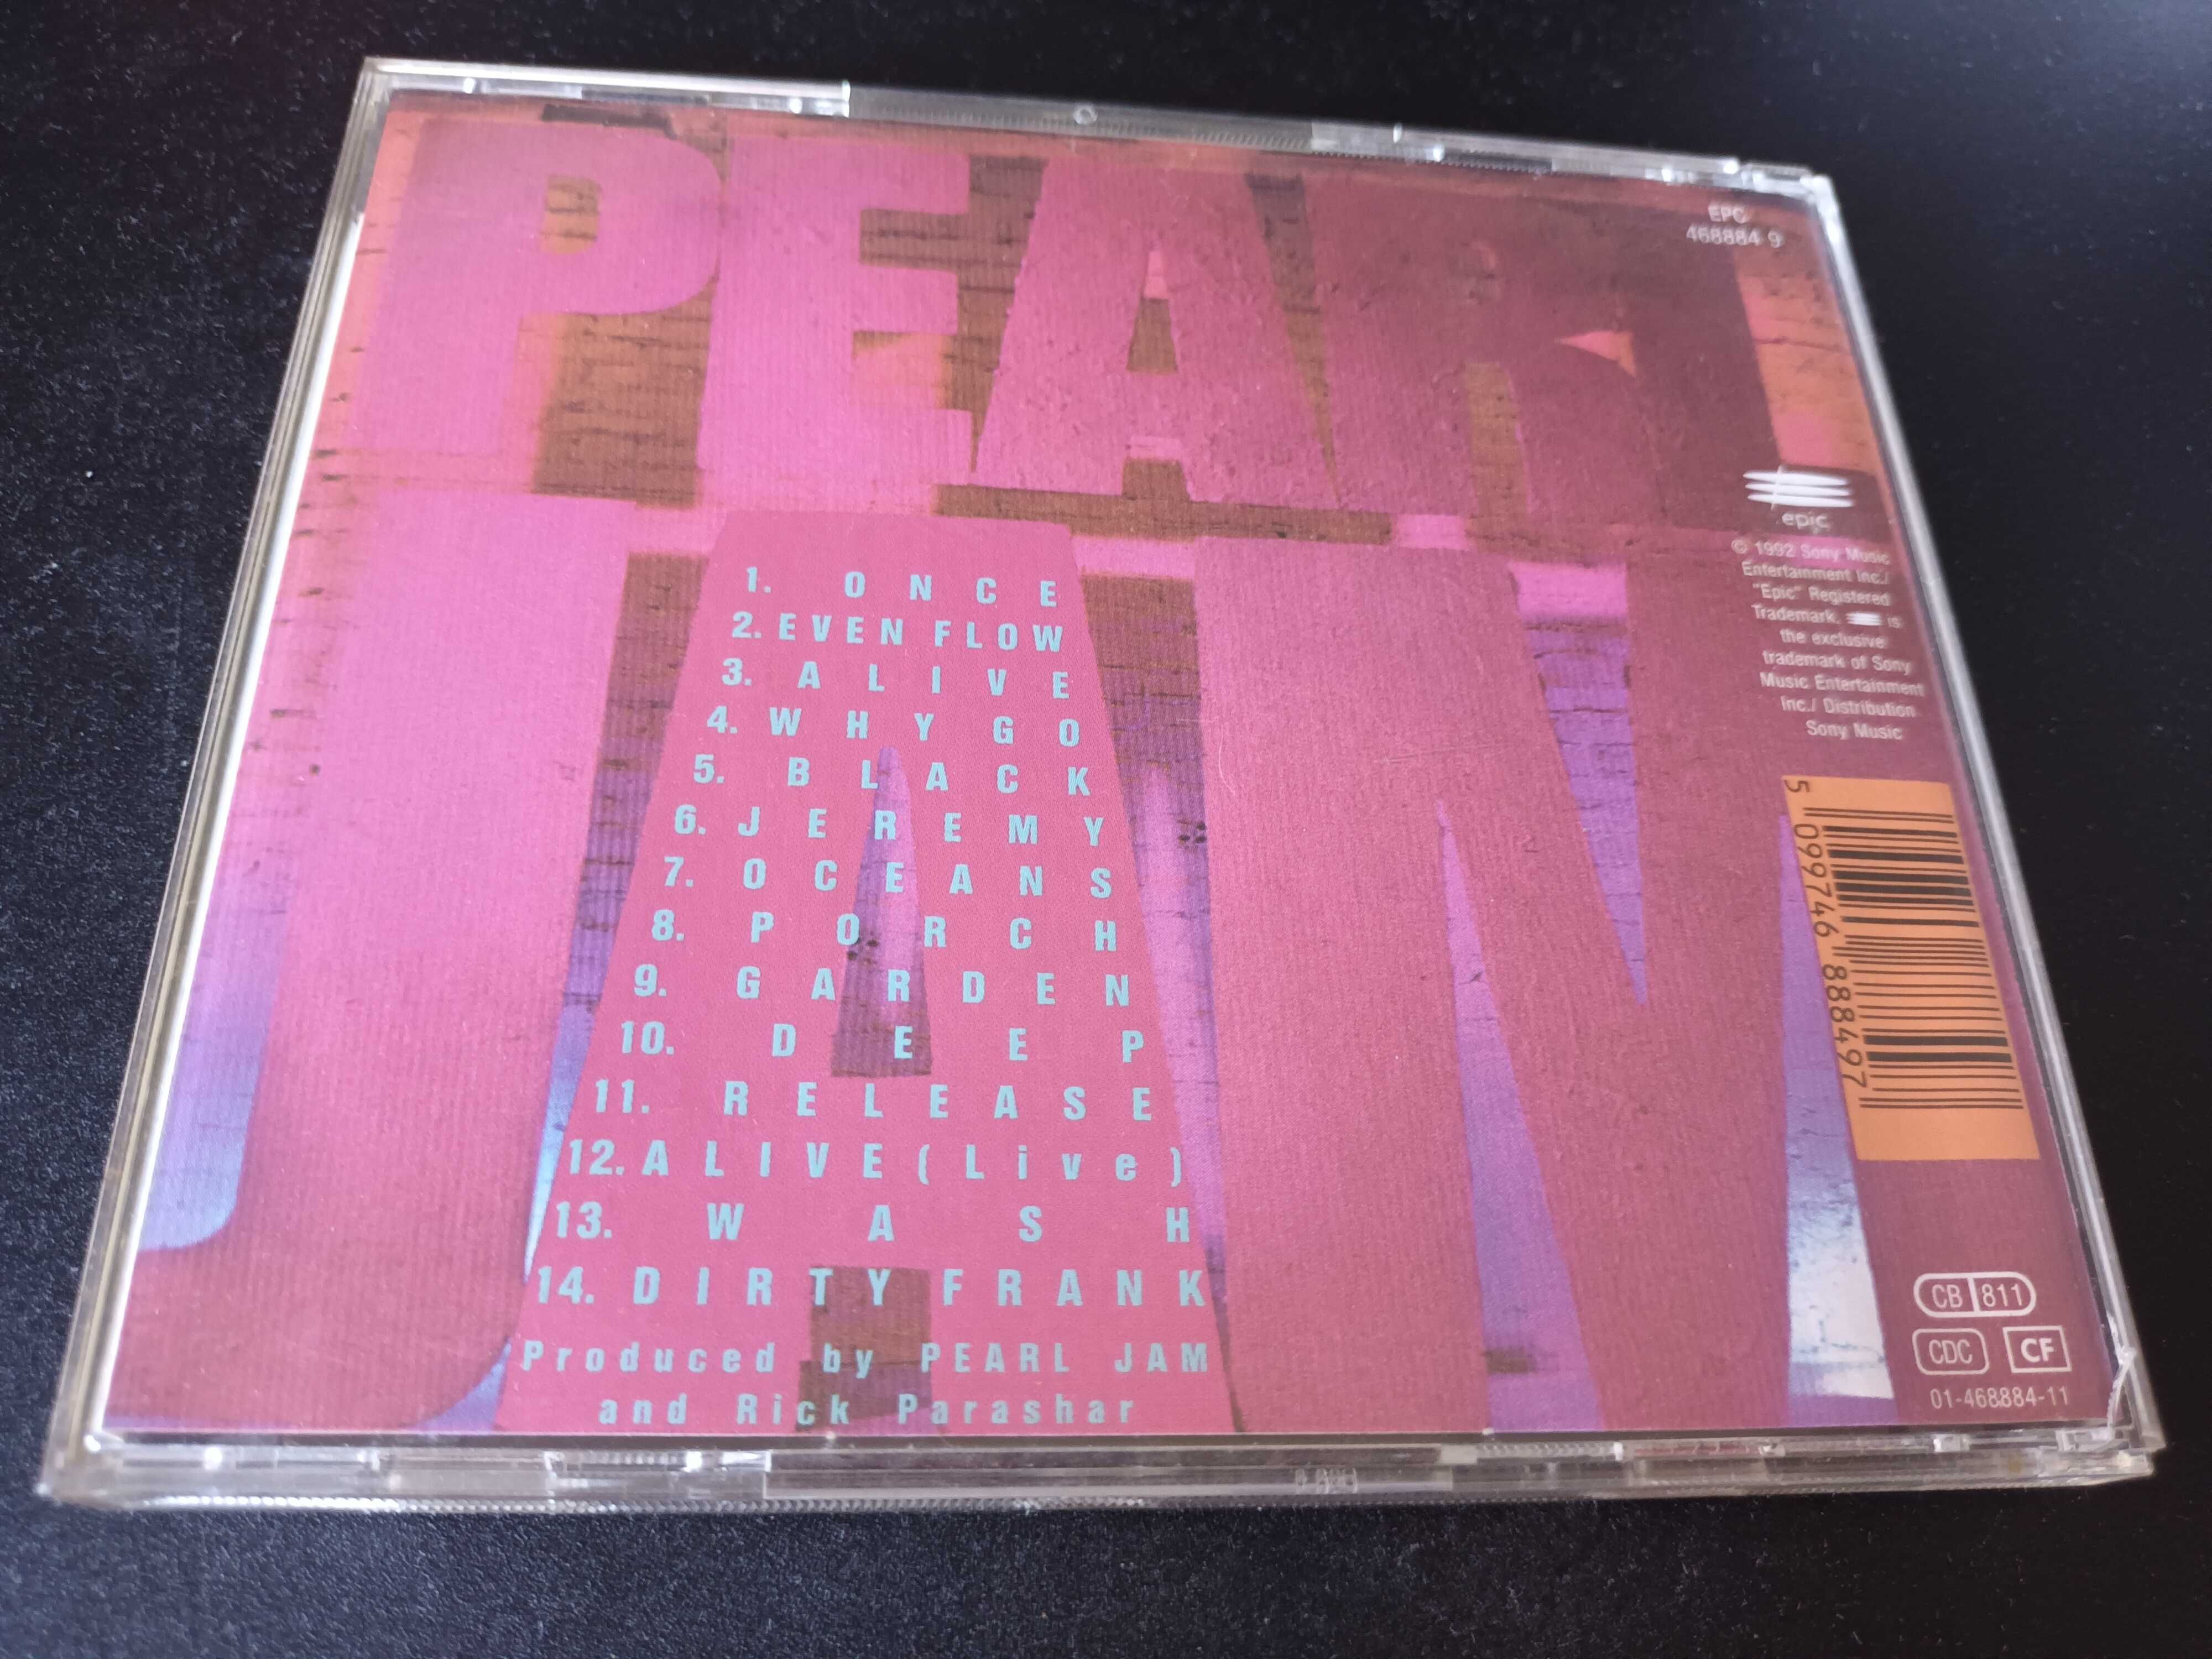 PEARL
JAM
EPC
468884 9
1. ONCE
2. EVEN FLOW
3. ALIVE
4. WHY GO
5. BLACK
6. JEREMY
7. OCEANS
8. PORCH
9. GARDEN
10. DEEP
11. RELEASE
12. ALIVE (Live)
13. WASH
14. DIRTY FRANK
Produced by PEARL JAM
and Rick Parashar
epic
© 1992 Sony Music
Entertainment Inc./
"Epic" Registered
Trademark, is
the exclusive
trademark of Sony
Music Entertainment
Inc./ Distribution
Sony Music
5 099746 888497
CB 811
CDC CF
01-468884-11